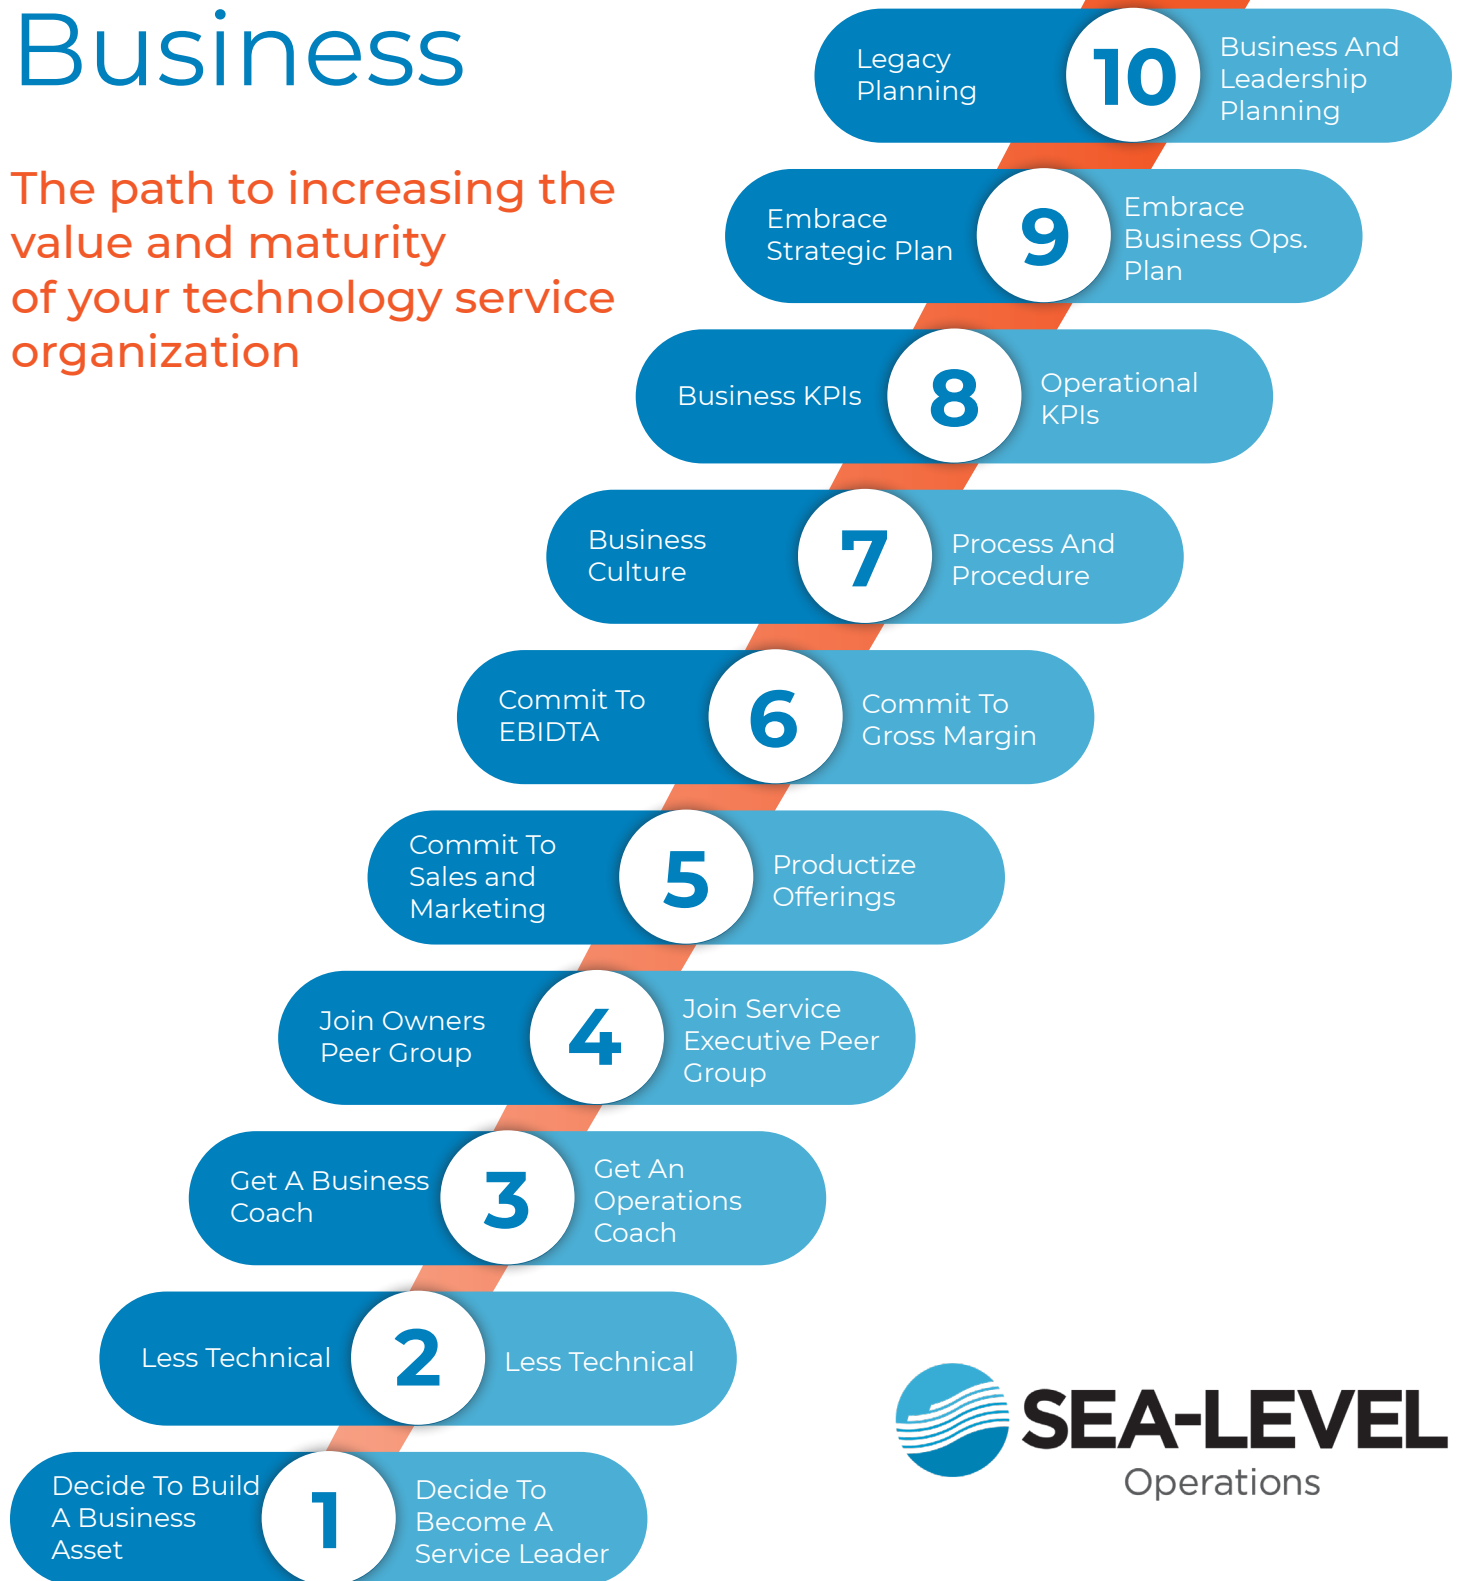 Business
The path to increasing the
value and maturity
of your technology service
organization
Legacy
Planning
10
Business And
Leadership
Planning
Embrace
Strategic Plan
9
Embrace
Business Ops.
Plan
Business KPIs
8
Operational
KPIs
Business
Culture
7
Process And
Procedure
Commit To
EBIDTA
6
Commit To
Gross Margin
Commit To
Sales and
Marketing
5
Productize
Offerings
Join Owners
Peer Group
4
Join Service
Executive Peer
Group
Get A Business
Coach
3
Get An
Operations
Coach
Less Technical
2
Less Technical
Decide To Build
A Business
Asset
1
Decide To
Become A
Service Leader
SEA-LEVEL
Operations